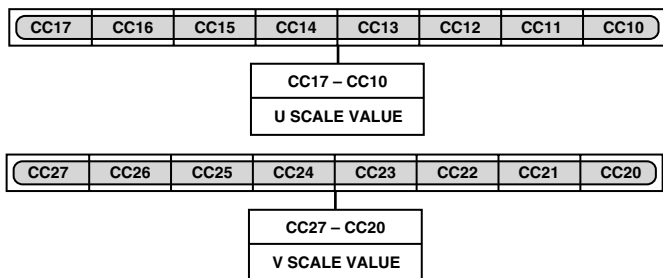 CC17 CC16 CC15 CC14 CC13 CC12 CC11 CC10
CC17 – CC10
U SCALE VALUE
CC27 CC26 CC25 CC24 CC23 CC22 CC21 CC20
CC27 – CC20
V SCALE VALUE